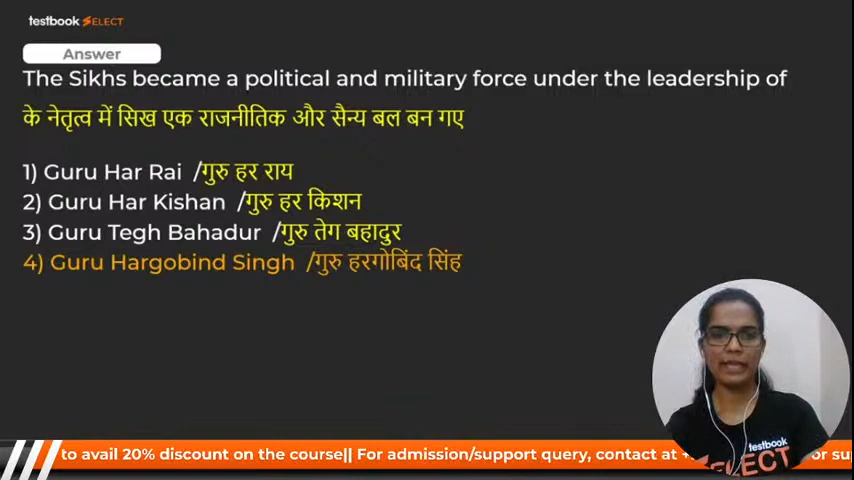 testbook SELECT
Answer
The Sikhs became a political and military force under the leadership of
के नेतृत्व में सिख एक राजनीतिक और सैन्य बल बन गए
1) Guru Har Rai /गुरु हर राय
2) Guru Har Kishan /गुरु हर किशन
3) Guru Tegh Bahadur /गुरु तेग बहादुर
4) Guru Hargobind Singh /गुरु हरगोबिंद सिंह
testbook
SELECT
to avail 20% discount on the course|| For admission/support query, contact at